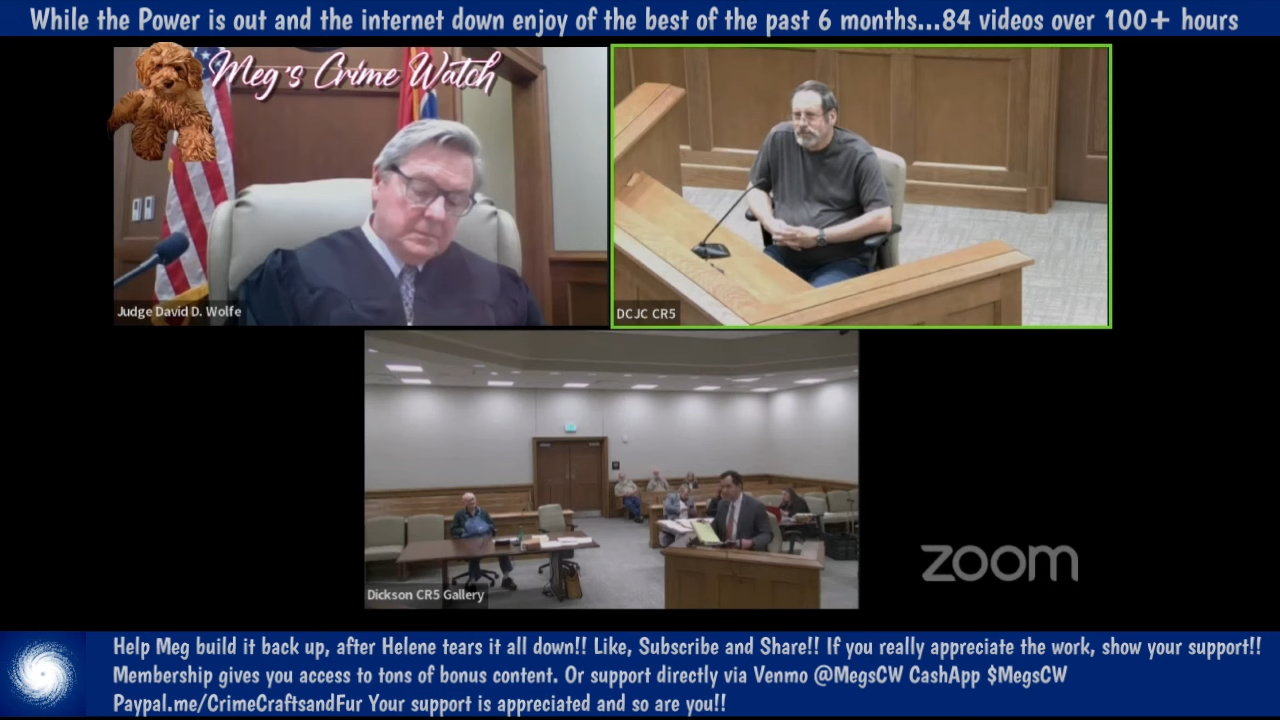 While the Power is out and the internet down enjoy of the best of the past 6 months...84 videos over 100+ hours
Meg's Crime Watch
Judge David D. Wolfe
DCJC CR5
Dickson CR5 Gallery
zoom
Help Meg build it back up, after Helene tears it all down!! Like, Subscribe and Share!! If you really appreciate the work, show your support!!
Membership gives you access to tons of bonus content. Or support directly via Venmo @MegsCW CashApp $MegsCW
Paypal.me/CrimeCraftsandFur Your support is appreciated and so are you!!